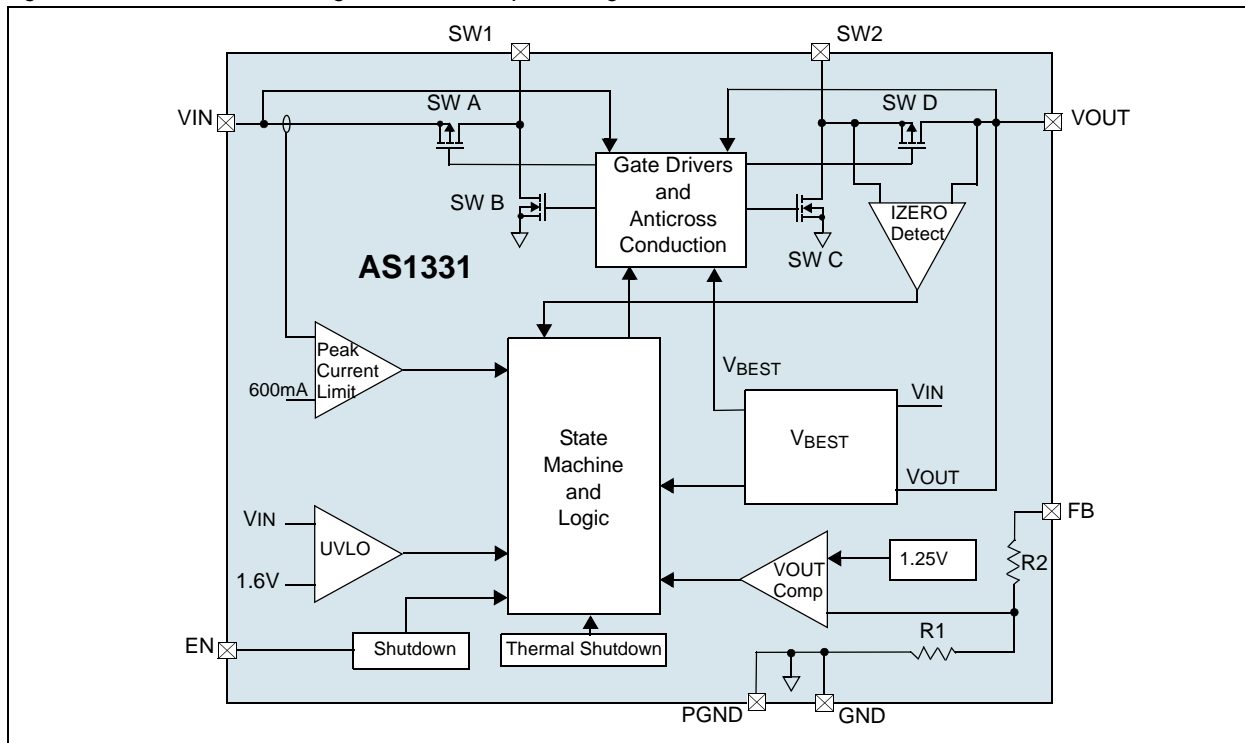 SW1
SW2
SW A
SW D
VIN
VOUT
Gate Drivers
and
Anticross
Conduction
SW B
SW C
IZERO
Detect
AS1331
Peak
Current
Limit
600mA
VBEST
VIN
VBEST
VOUT
State
Machine
and
Logic
VIN
UVLO
1.6V
FB
1.25V
VOUT
Comp
R2
R1
EN
Shutdown
Thermal Shutdown
PGND
GND